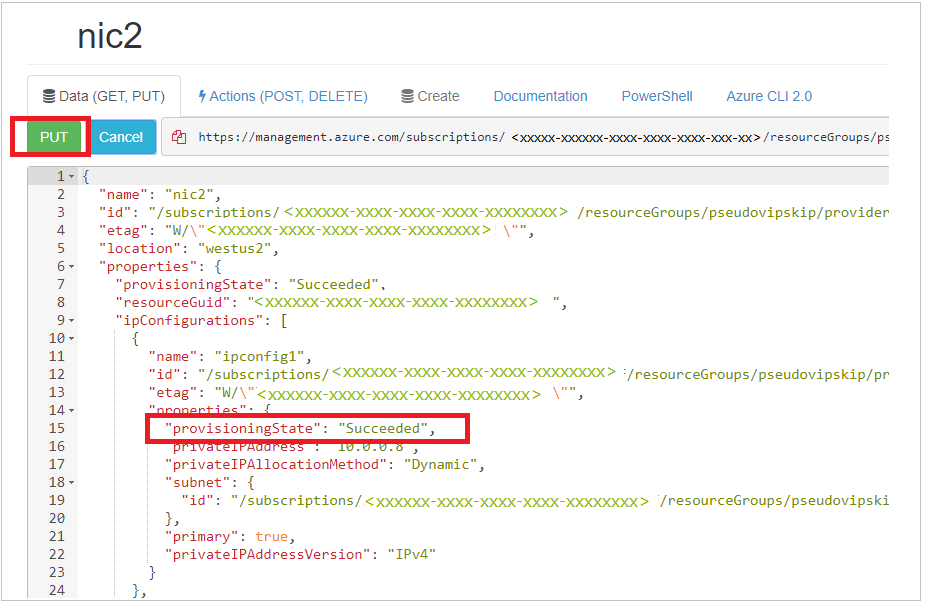 nic2
Data (GET, PUT) Actions (POST, DELETE) Create Documentation PowerShell Azure CLI 2.0
PUT Cancel https://management.azure.com/subscriptions/ <xxxxx-xxxxxx-xxxx-xxxx-xxxx-xxx-xx>/resourceGroups/ps
1 {
2 "name": "nic2",
3 "id": "/subscriptions/<XXXXXX-XXXX-XXXX-XXXX-XXXXXXXX> /resourceGroups/pseudovipskip/provider
4 "etag": "W/\"<XXXXXX-XXXX-XXXX-XXXX-XXXXXXXX> \"",
5 "location": "westus2",
6 "properties": {
7 "provisioningState": "Succeeded",
8 "resourceGuid": "<XXXXXX-XXXX-XXXX-XXXX-XXXXXXXX> ",
9 "ipConfigurations": [
10 {
11 "name": "ipconfig1",
12 "id": "/subscriptions/<XXXXXX-XXXX-XXXX-XXXX-XXXXXXXX> /resourceGroups/pseudovipskip/pr
13 "etag": "W/\"<XXXXXX-XXXX-XXXX-XXXX-XXXXXXXX> \"",
14 "properties": {
15 "provisioningState": "Succeeded",
16 "privateIPAddress": "10.0.0.8",
17 "privateIPAllocationMethod": "Dynamic",
18 "subnet": {
19 "id": "/subscriptions/<XXXXXX-XXXX-XXXX-XXXX-XXXXXXXX> /resourceGroups/pseudovipski
20 },
21 "primary": true,
22 "privateIPAddressVersion": "IPv4"
23 }
24 },